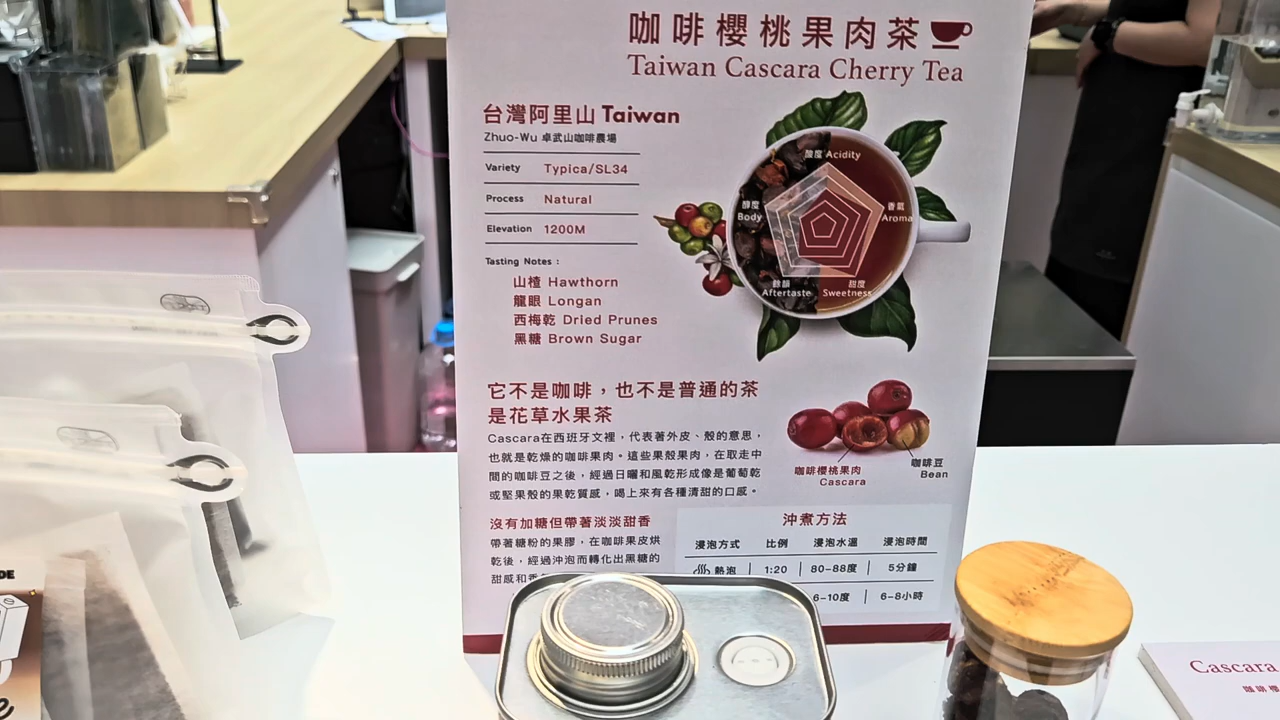 咖啡櫻桃果肉茶
Taiwan Cascara Cherry Tea
台灣阿里山 Taiwan
Zhuo-Wu 卓武山咖啡農場
Variety Typica/SL34
Process Natural
Elevation 1200M
Tasting Notes :
山楂 Hawthorn
龍眼 Longan
西梅乾 Dried Prunes
黑糖 Brown Sugar
酸度 Acidity
醇度 Body
香氣 Aroma
餘韻 Aftertaste
甜度 Sweetness
它不是咖啡，也不是普通的茶
是花草水果茶
Cascara在西班牙文裡，代表著外皮、殼的意思，
也就是乾燥的咖啡果肉。這些果殼果肉，在取走中
間的咖啡豆之後，經過日曬和風乾形成像是葡萄乾
或堅果殼的果乾質感，喝上來有各種清甜的口感。
咖啡櫻桃果肉
Cascara
咖啡豆
Bean
沒有加糖但帶著淡淡甜香
帶著糖粉的果膠，在咖啡果皮烘
乾後，經過沖泡而轉化出黑糖的
甜感和香
沖煮方法
浸泡方式 比例 浸泡水溫 浸泡時間
熱泡 1:20 80-88度 5分鐘
6-10度 6-8小時
DE
e
Cascara
咖啡櫻